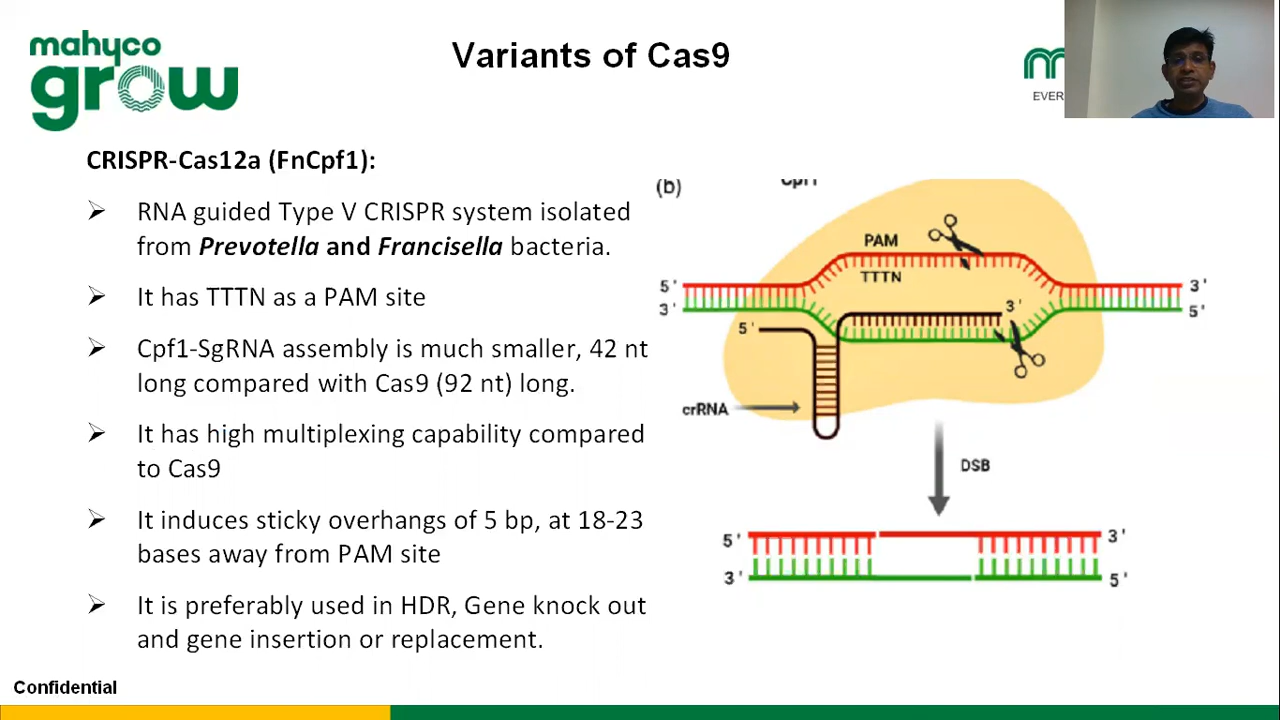 mahyco
grow
Variants of Cas9
EVER
CRISPR-Cas12a (FnCpf1):
RNA guided Type V CRISPR system isolated
from Prevotella and Francisella bacteria.
It has TTTN as a PAM site
Cpf1-SgRNA assembly is much smaller, 42 nt
long compared with Cas9 (92 nt) long.
It has high multiplexing capability compared
to Cas9
It induces sticky overhangs of 5 bp, at 18-23
bases away from PAM site
It is preferably used in HDR, Gene knock out
and gene insertion or replacement.
(b)
Cpf1
PAM
TTTN
5'
3'
3'
5'
3'
5'
crRNA
DSB
5'
3'
3'
5'
Confidential